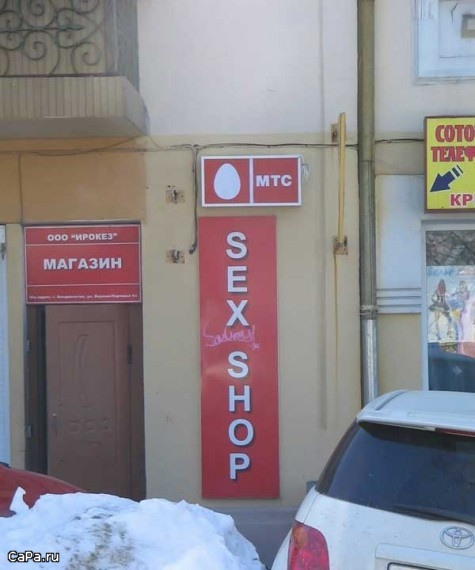 МТС
СОТО
ТЕЛЕФ
КР
ООО "ИРОКЕЗ"
МАГАЗИН
SEX SHOP
CaPa.ru